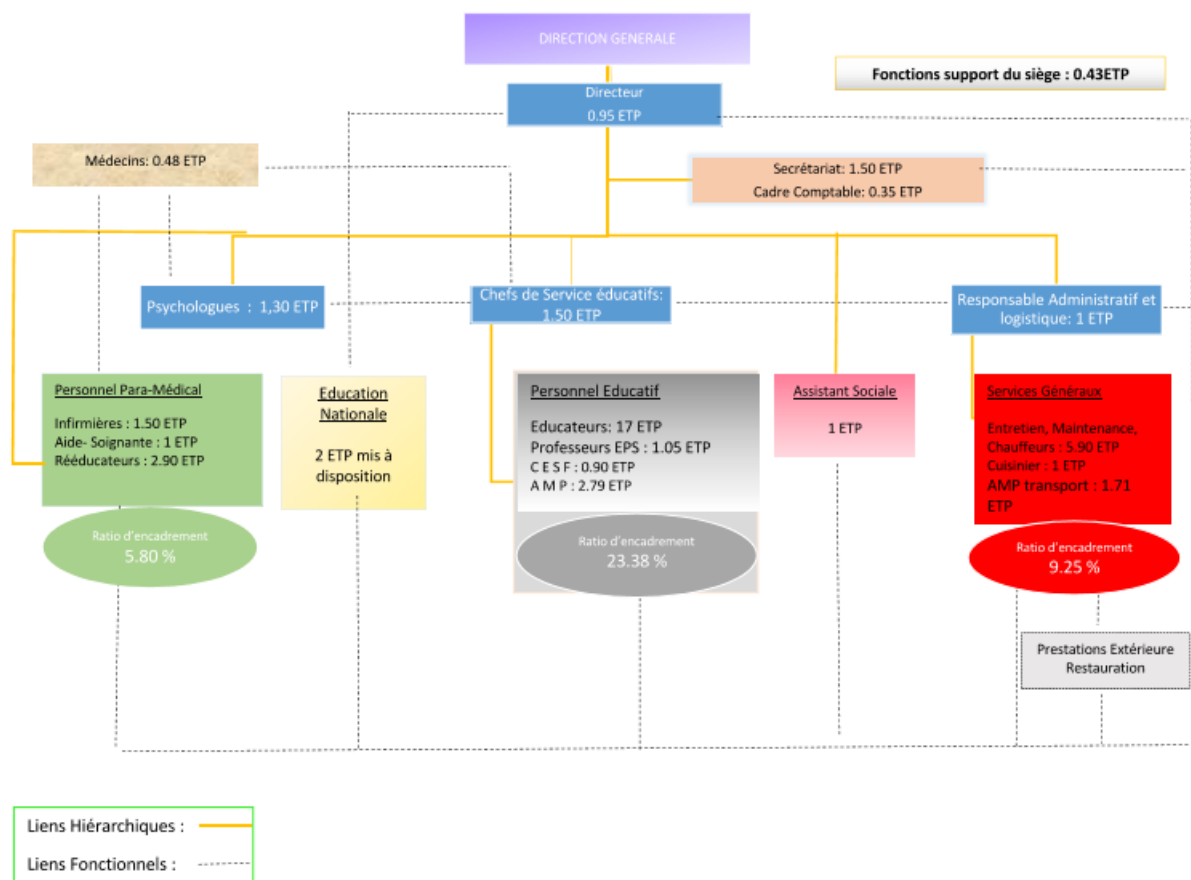 DIRECTION GENERALE
Fonctions support du siège : 0.43ETP
Directeur
0.95 ETP
Médecins: 0.48 ETP
Secrétariat: 1.50 ETP
Cadre Comptable: 0.35 ETP
Psychologues : 1,30 ETP
Chefs de Service éducatifs:
1.50 ETP
Responsable Administratif et
logistique: 1 ETP
Personnel Para-Médical
Infirmières : 1.50 ETP
Aide- Soignante : 1 ETP
Rééducateurs : 2.90 ETP
Ratio d'encadrement
5.80 %
Education
Nationale
2 ETP mis à
disposition
Personnel Educatif
Educateurs: 17 ETP
Professeurs EPS : 1.05 ETP
C E S F : 0.90 ETP
A M P : 2.79 ETP
Ratio d'encadrement
23.38 %
Assistant Sociale
1 ETP
Services Généraux
Entretien, Maintenance,
Chauffeurs : 5.90 ETP
Cuisinier : 1 ETP
AMP transport : 1.71
ETP
Ratio d'encadrement
9.25 %
Prestations Extérieure
Restauration
Liens Hiérarchiques :
Liens Fonctionnels :